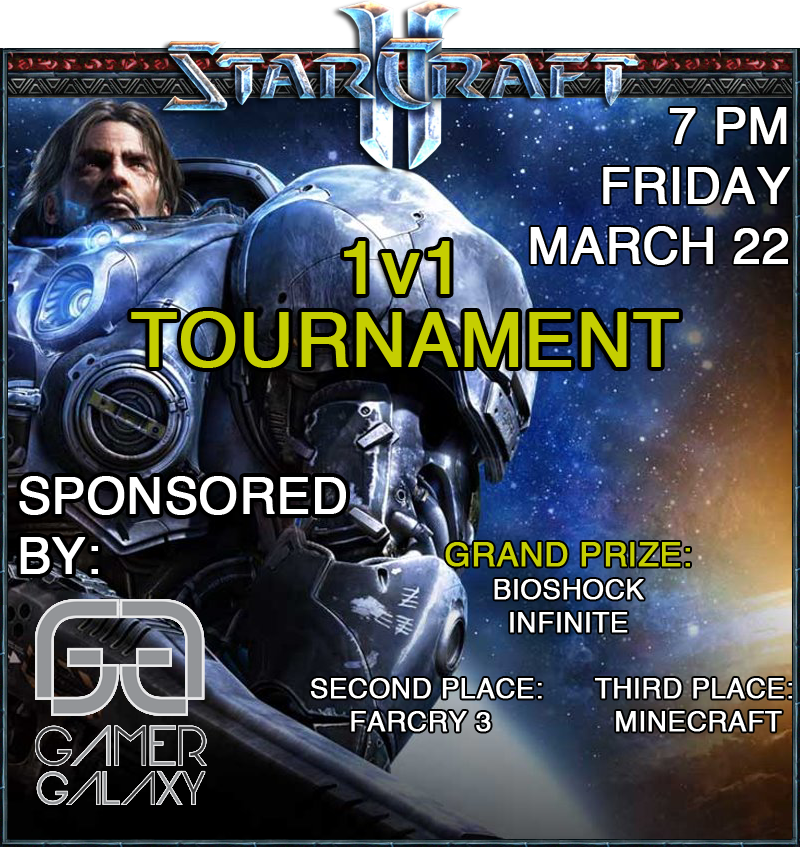 STARCRAFT
II
7 PM
FRIDAY
MARCH 22
1v1
TOURNAMENT
SPONSORED
BY:
GG
GAMER
GALAXY
GRAND PRIZE:
BIOSHOCK
INFINITE
SECOND PLACE:
FARCRY 3
THIRD PLACE:
MINECRAFT